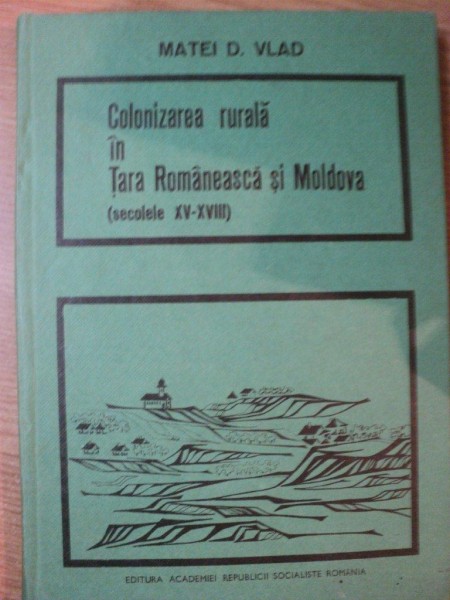 MATEI D. VLAD
Colonizarea rurală
în
Țara Românească și Moldova
(secolele XV-XVIII)
EDITURA ACADEMIEI REPUBLICII SOCIALISTE ROMÂNIA